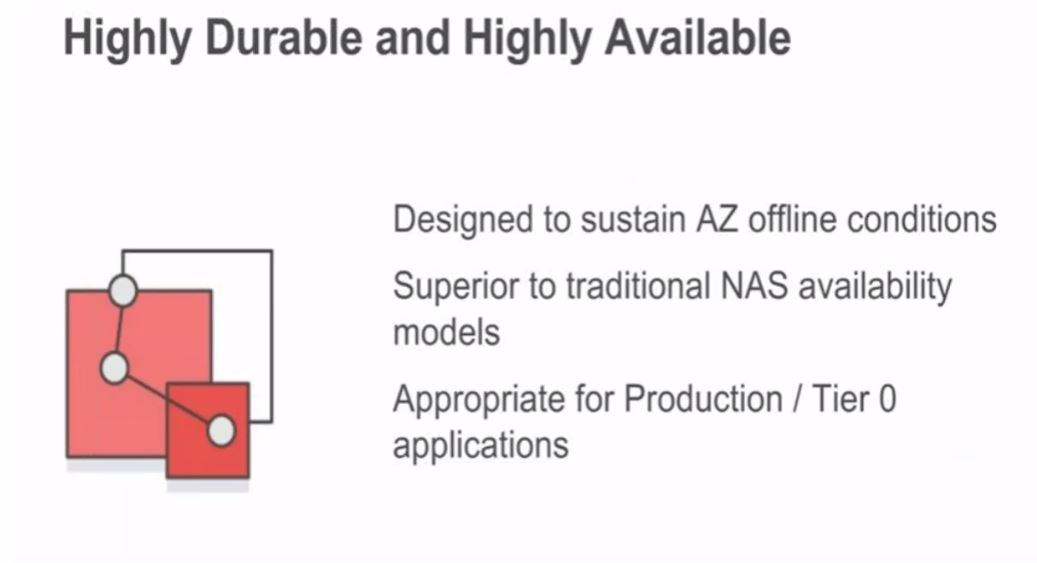 Highly Durable and Highly Available
Designed to sustain AZ offline conditions
Superior to traditional NAS availability
models
Appropriate for Production / Tier 0
applications